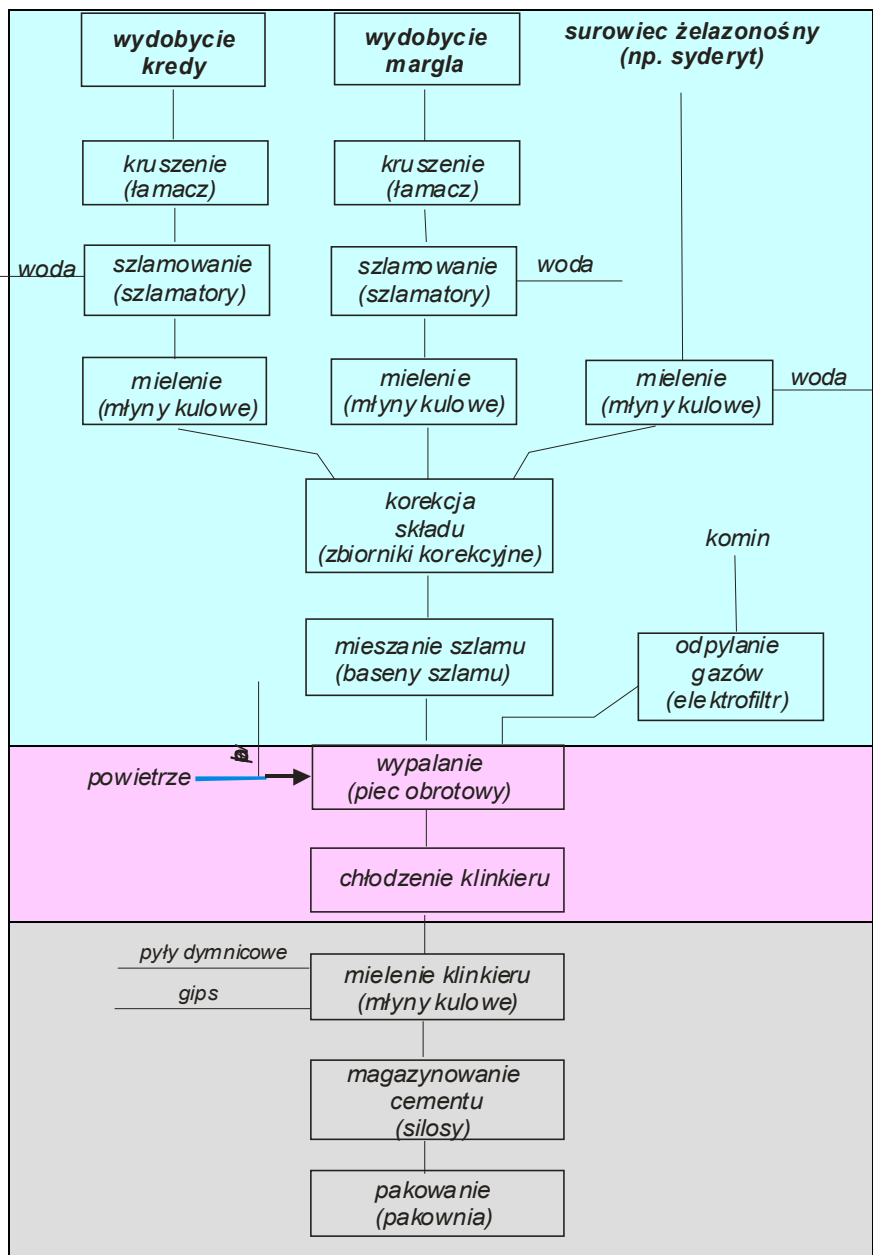 wydobycie
kredy
wydobycie
margla
surowiec żelazonośny
(np. syderyt)
kruszenie
(łamacz)
kruszenie
(łamacz)
woda
szlamowanie
(szlamatory)
szlamowanie
(szlamatory)
woda
mielenie
(młyny kulowe)
mielenie
(młyny kulowe)
mielenie
(młyny kulowe)
woda
korekcja
składu
(zbiorniki korekcyjne)
komin
mieszanie szlamu
(baseny szlamu)
odpylanie
gazów
(elektrofiltr)
powietrze
wypalanie
(piec obrotowy)
chłodzenie klinkieru
pyły dymnicowe
gips
mielenie klinkieru
(młyny kulowe)
magazynowanie
cementu
(silosy)
pakowanie
(pakownia)